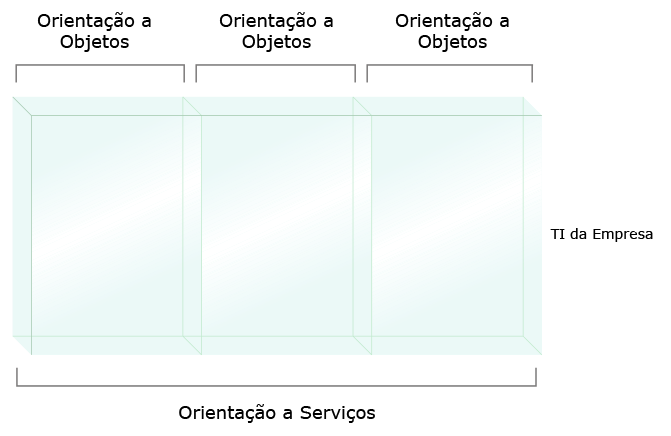 Orientação a
Objetos
Orientação a
Objetos
Orientação a
Objetos
TI da Empresa
Orientação a Serviços